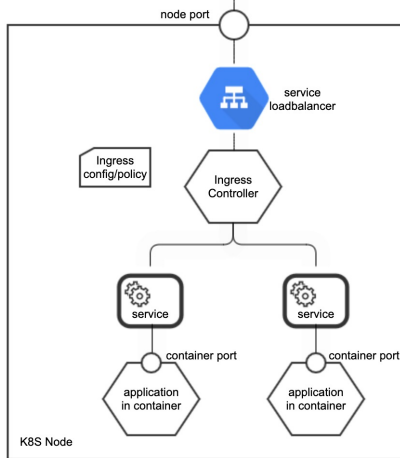 node port
service
loadbalancer
Ingress
config/policy
Ingress
Controller
service
service
container port
container port
application
in container
application
in container
K8S Node